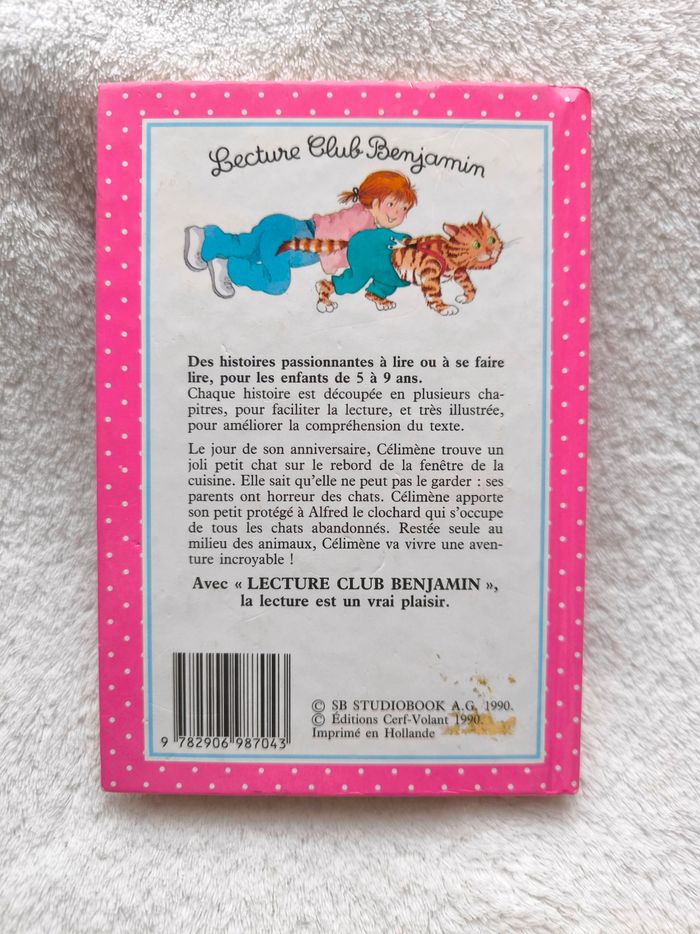 Lecture Club Benjamin
Des histoires passionnantes à lire ou à se faire
lire, pour les enfants de 5 à 9 ans.
Chaque histoire est découpée en plusieurs cha-
pitres, pour faciliter la lecture, et très illustrée,
pour améliorer la compréhension du texte.
Le jour de son anniversaire, Célimène trouve un
joli petit chat sur le rebord de la fenêtre de la
cuisine. Elle sait qu'elle ne peut pas le garder : ses
parents ont horreur des chats. Célimène apporte
son petit protégé à Alfred le clochard qui s'occupe
de tous les chats abandonnés. Restée seule au
milieu des animaux, Célimène va vivre une aven-
ture incroyable !
Avec « LECTURE CLUB BENJAMIN »,
la lecture est un vrai plaisir.
© SB STUDIOBOOK A.G. 1990.
© Éditions Cerf-Volant 1990.
Imprimé en Hollande
9 782906 987043